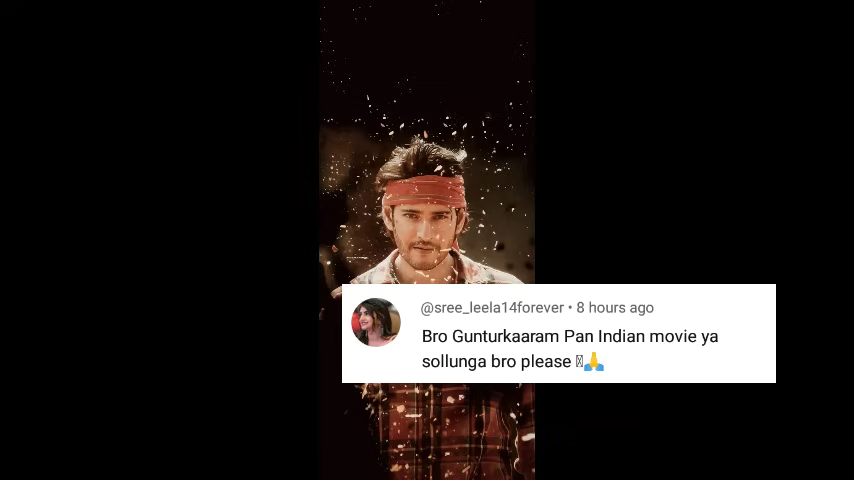 @sree_leela14forever • 8 hours ago
Bro Gunturkaaram Pan Indian movie ya
sollunga bro please 🙏